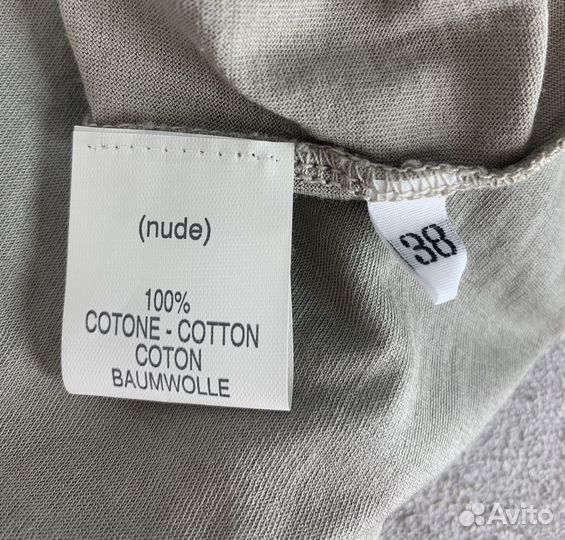 (nude)
100%
COTONE - COTTON
COTON
BAUMWOLLE
38
Avito